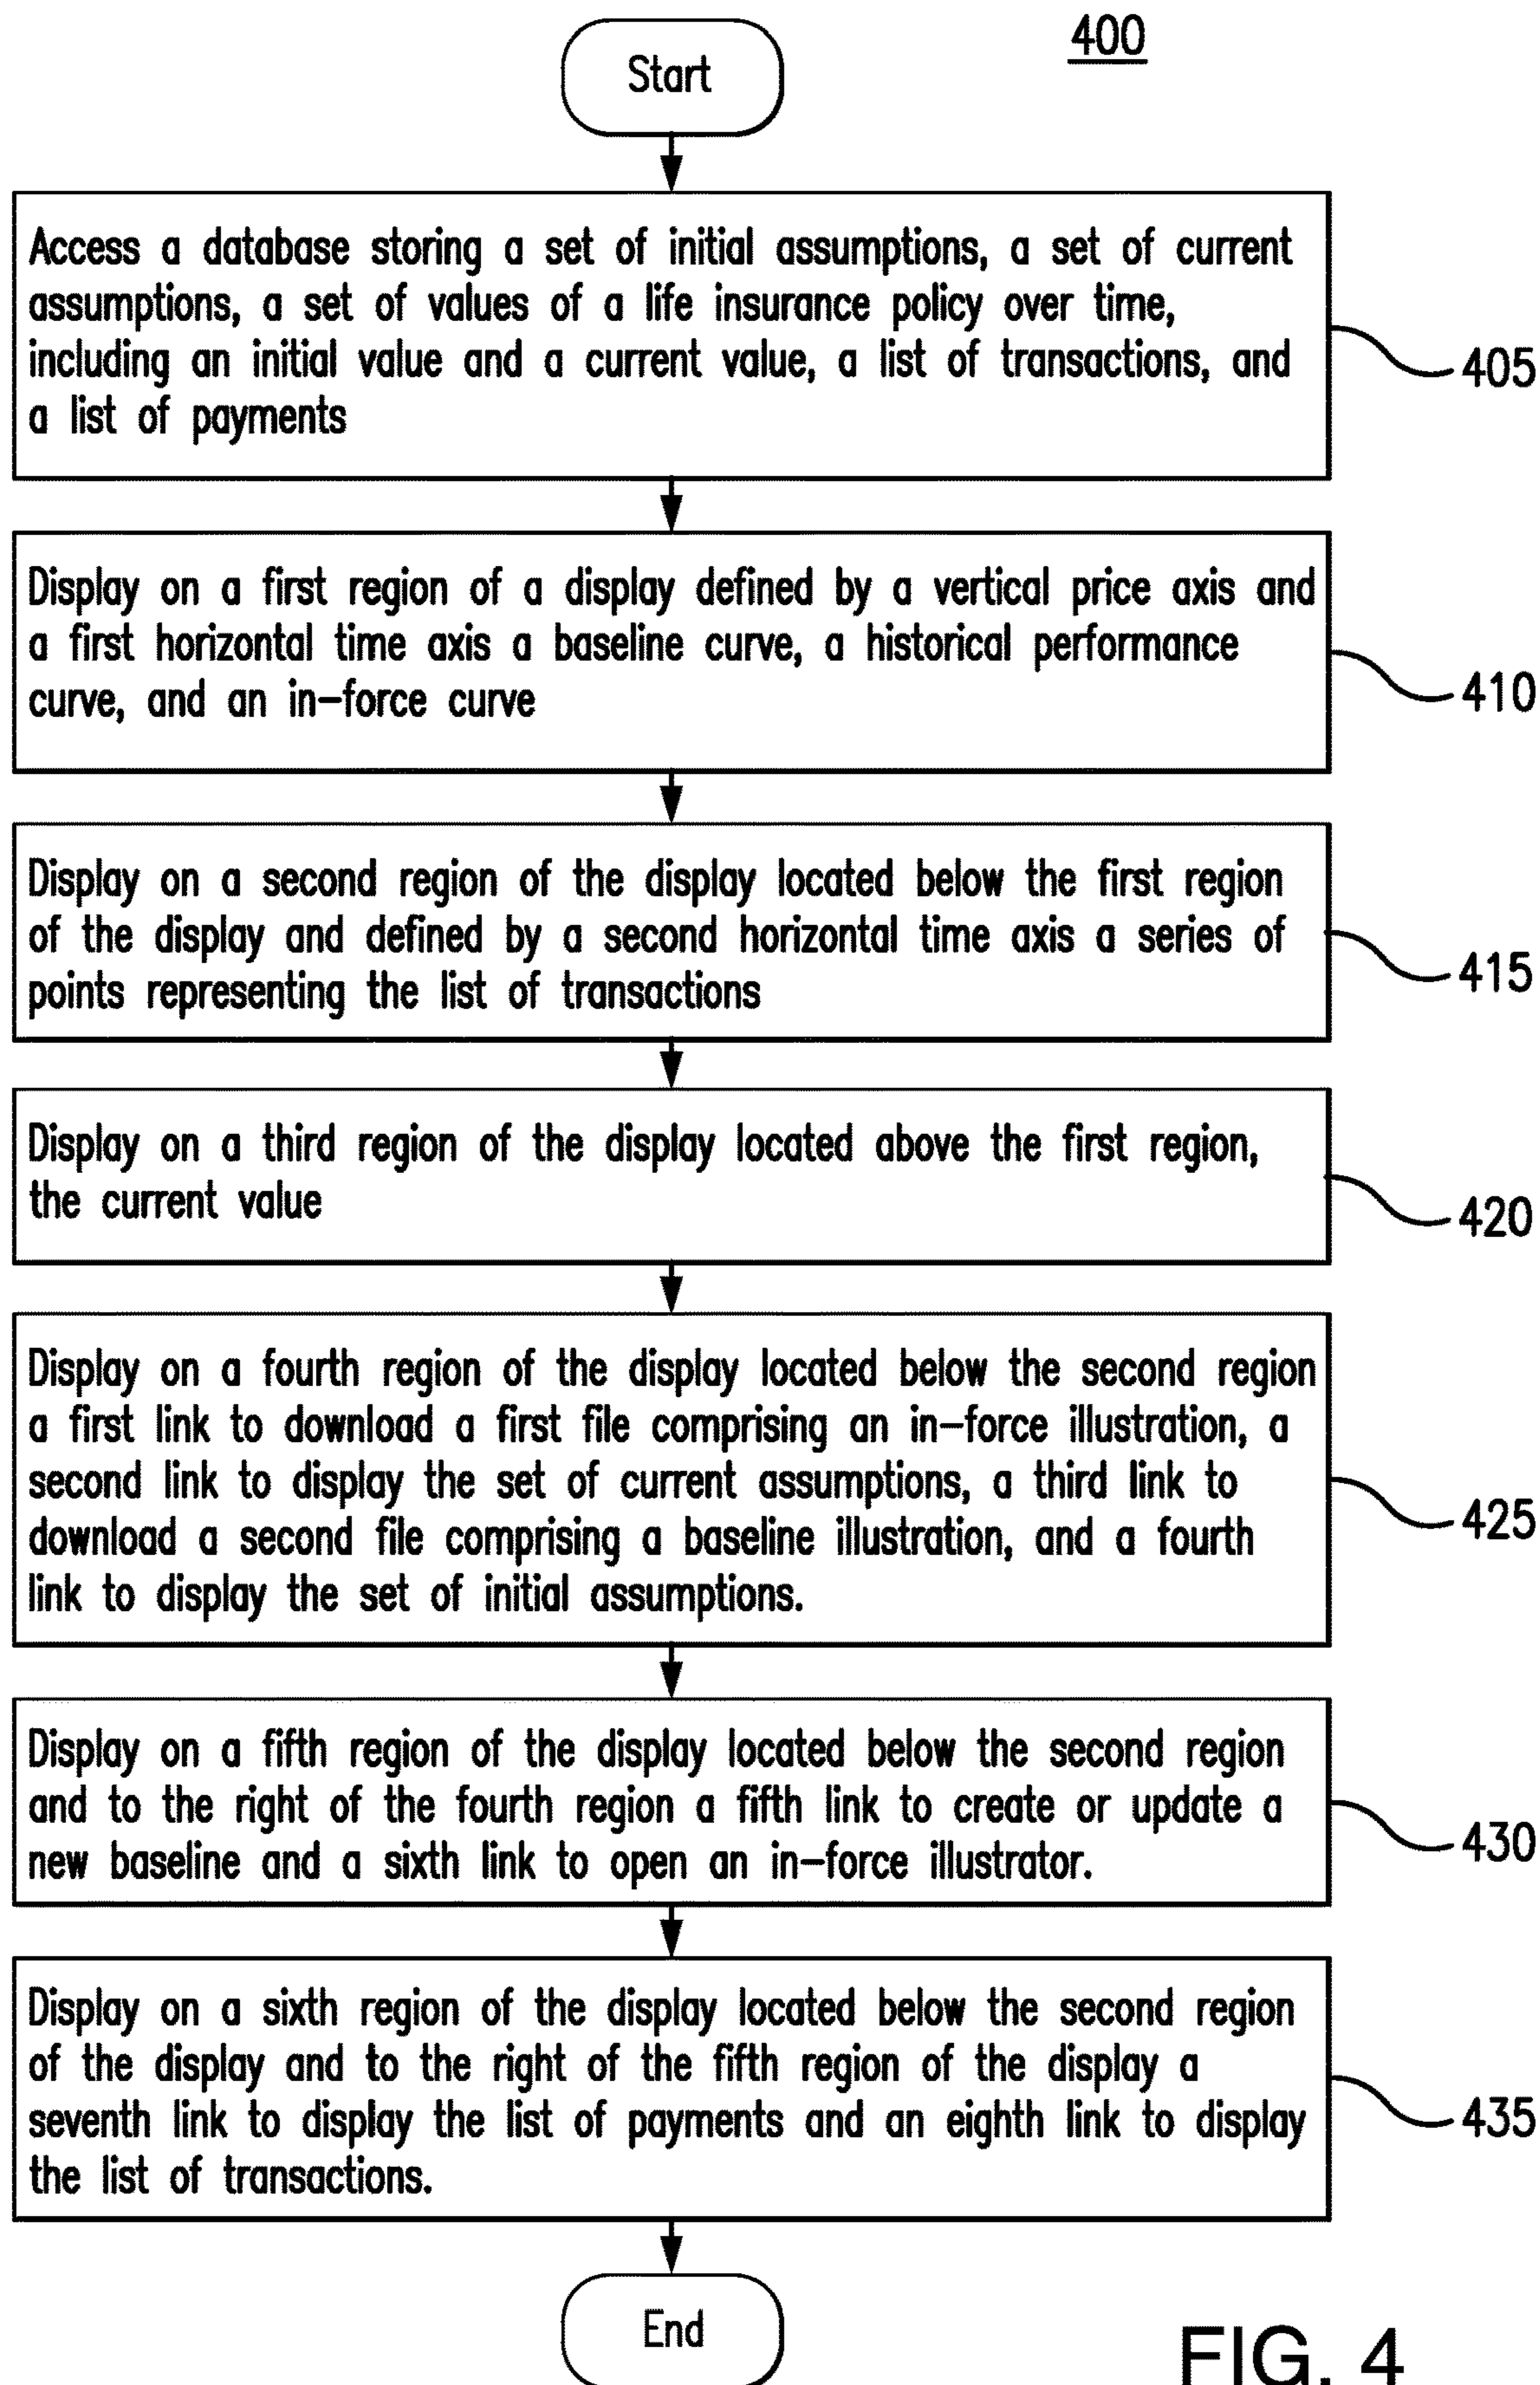 400
Start
Access a database storing a set of initial assumptions, a set of current
assumptions, a set of values of a life insurance policy over time,
including an initial value and a current value, a list of transactions, and
a list of payments
405
Display on a first region of a display defined by a vertical price axis and
a first horizontal time axis a baseline curve, a historical performance
curve, and an in-force curve
410
Display on a second region of the display located below the first region
of the display and defined by a second horizontal time axis a series of
points representing the list of transactions
415
Display on a third region of the display located above the first region,
the current value
420
Display on a fourth region of the display located below the second region
a first link to download a first file comprising an in-force illustration, a
second link to display the set of current assumptions, a third link to
download a second file comprising a baseline illustration, and a fourth
link to display the set of initial assumptions.
425
Display on a fifth region of the display located below the second region
and to the right of the fourth region a fifth link to create or update a
new baseline and a sixth link to open an in-force illustrator.
430
Display on a sixth region of the display located below the second region
of the display and to the right of the fifth region of the display a
seventh link to display the list of payments and an eighth link to display
the list of transactions.
435
End
FIG. 4